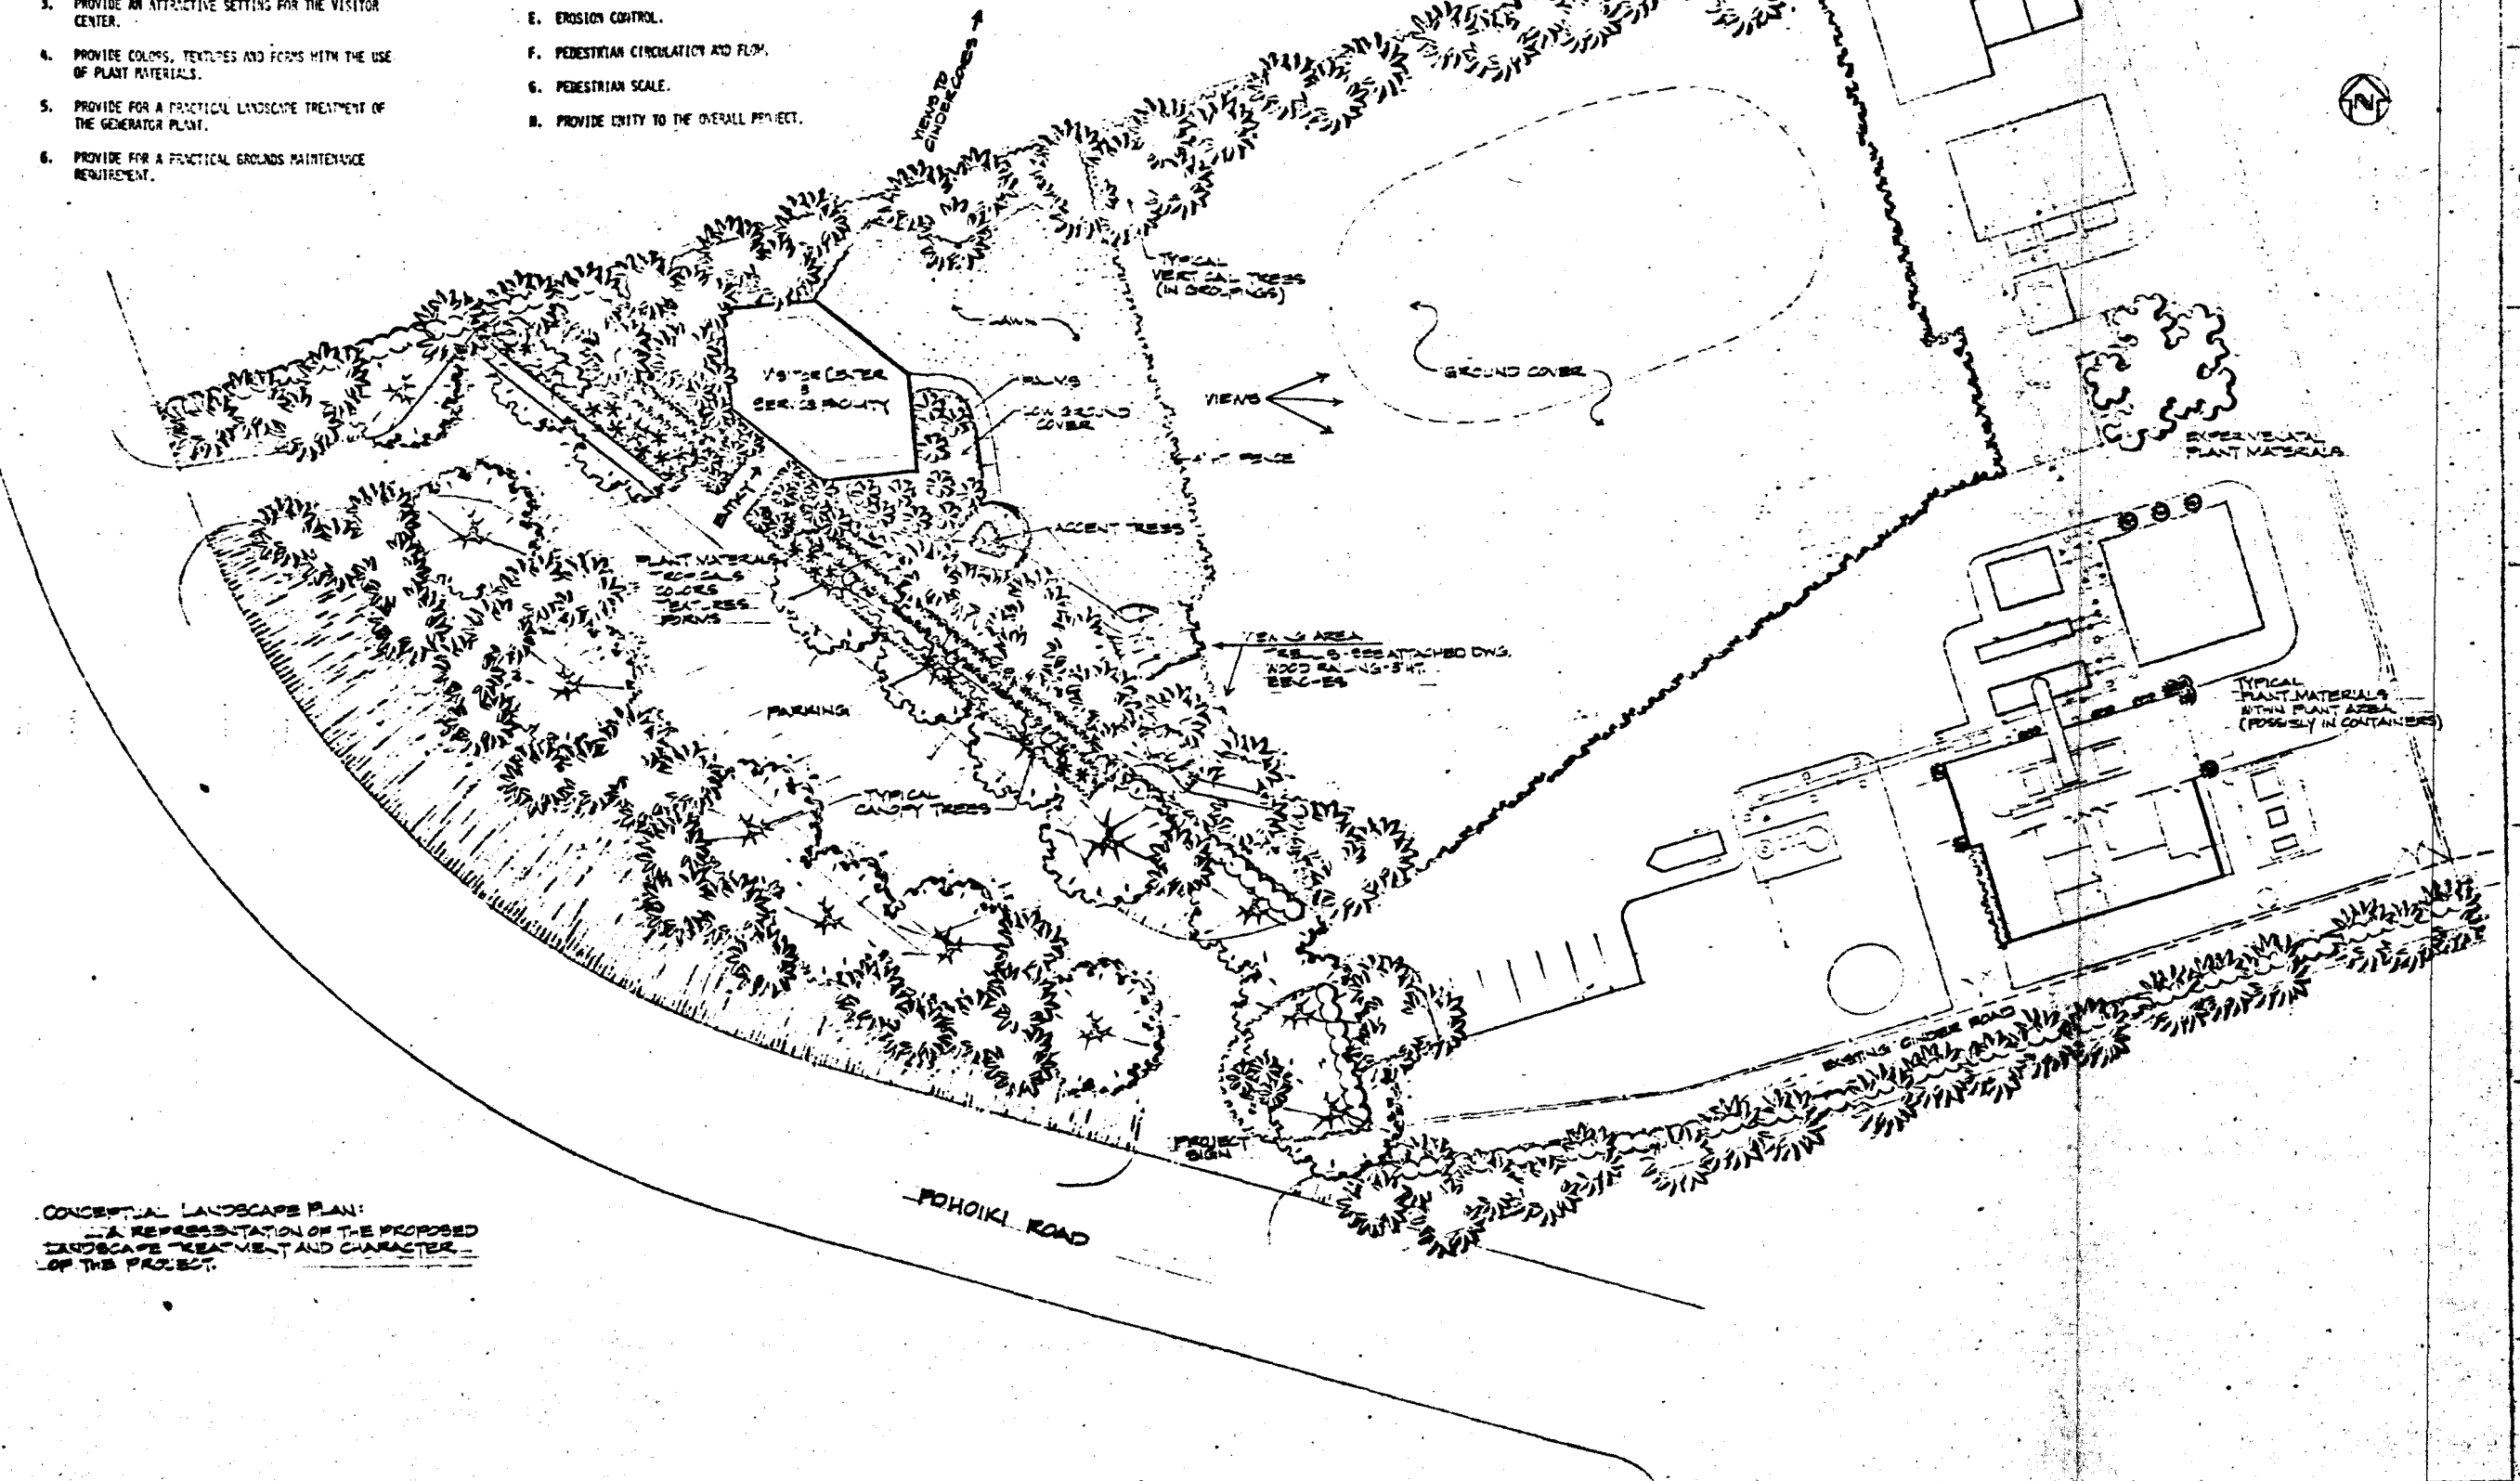 3. PROVIDE AN ATTRACTIVE SETTING FOR THE VISITOR
CENTER.
4. PROVIDE COLORS, TEXTURES AND FORMS WITH THE USE
OF PLANT MATERIALS.
5. PROVIDE FOR A PRACTICAL LANDSCAPE TREATMENT OF
THE GENERATOR PLANT.
6. PROVIDE FOR A PRACTICAL GROUNDS MAINTENANCE
REQUIREMENT.
E. EROSION CONTROL.
F. PEDESTRIAN CIRCULATION AND FLOW.
G. PEDESTRIAN SCALE.
H. PROVIDE UNITY TO THE OVERALL PROJECT.
VIEWS TO
CINDER CONES
N
TYPICAL
VERTICAL TREES
(IN GROUPINGS)
LAWN
VISITOR CENTER
&
SERVICE FACILITY
PALMS
LOW GROUND
COVER
VIEWS
GROUND COVER
FENCE
EXPERIMENTAL
PLANT MATERIALS
ENTRY
ACCENT TREES
PLANT MATERIALS
TROPICALS
COLORS
TEXTURES
FORMS
VIEWING AREA
TRELLIS - SEE ATTACHED DWG.
WOOD RAILING - 3' HT.
BENCHES
PARKING
TYPICAL
PLANT MATERIALS
WITHIN PLANT AREA
(POSSIBLY IN CONTAINERS)
TYPICAL
CANOPY TREES
EXISTING CINDER ROAD
PROJECT
SIGN
POHOIKI ROAD
CONCEPTUAL LANDSCAPE PLAN:
A REPRESENTATION OF THE PROPOSED
LANDSCAPE TREATMENT AND CHARACTER
OF THE PROJECT.